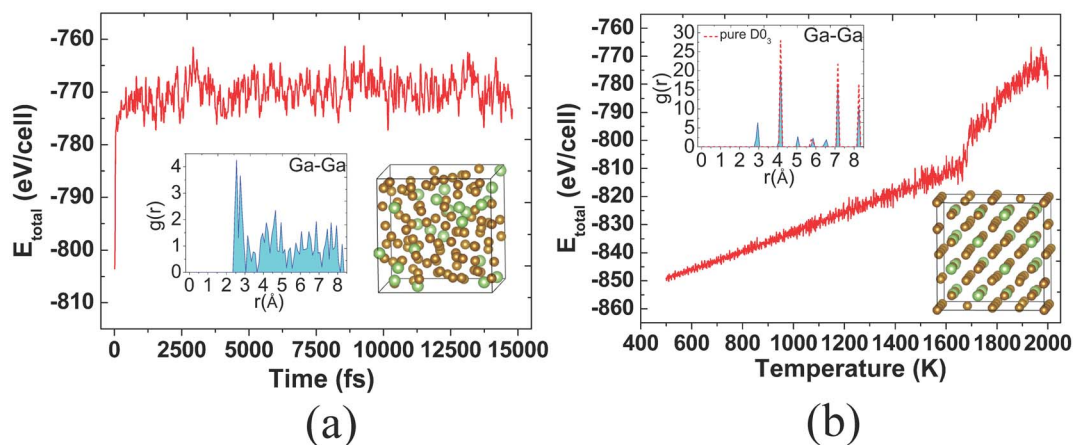 -760
-770
-780
-790
-800
-810
E_total (eV/cell)
0 2500 5000 7500 10000 12500 15000
Time (fs)
4
3
2
1
0
g(r)
Ga-Ga
0 1 2 3 4 5 6 7 8
r(Å)
(a)
-760
-770
-780
-790
-800
-810
-820
-830
-840
-850
-860
E_total (eV/cell)
400 600 800 1000 1200 1400 1600 1800 2000
Temperature (K)
30
25
20
15
10
5
0
g(r)
pure D0₃ Ga-Ga
0 1 2 3 4 5 6 7 8
r(Å)
(b)